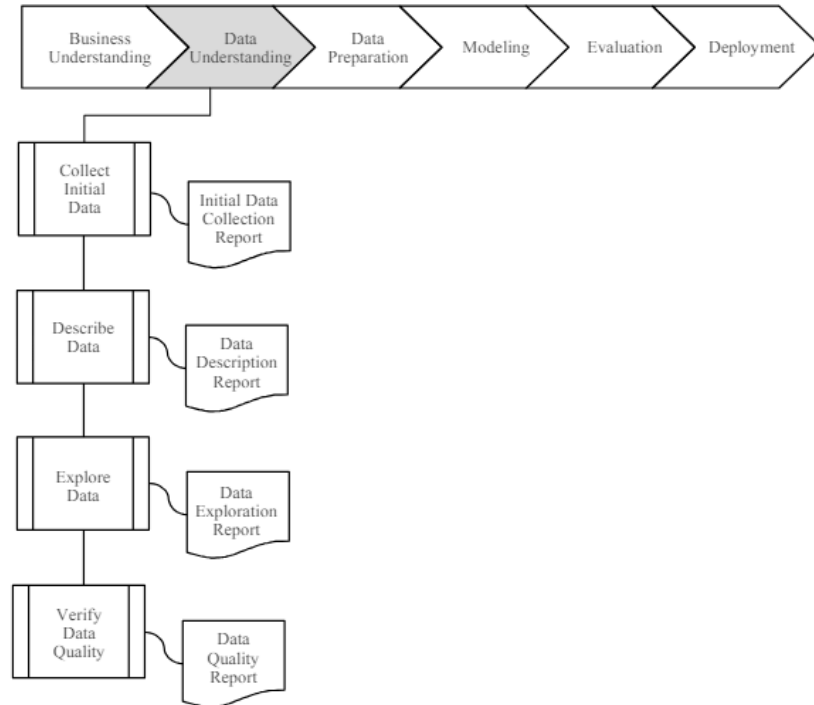 Business
Understanding
Data
Understanding
Data
Preparation
Modeling
Evaluation
Deployment
Collect
Initial
Data
Initial Data
Collection
Report
Describe
Data
Data
Description
Report
Explore
Data
Data
Exploration
Report
Verify
Data
Quality
Data
Quality
Report